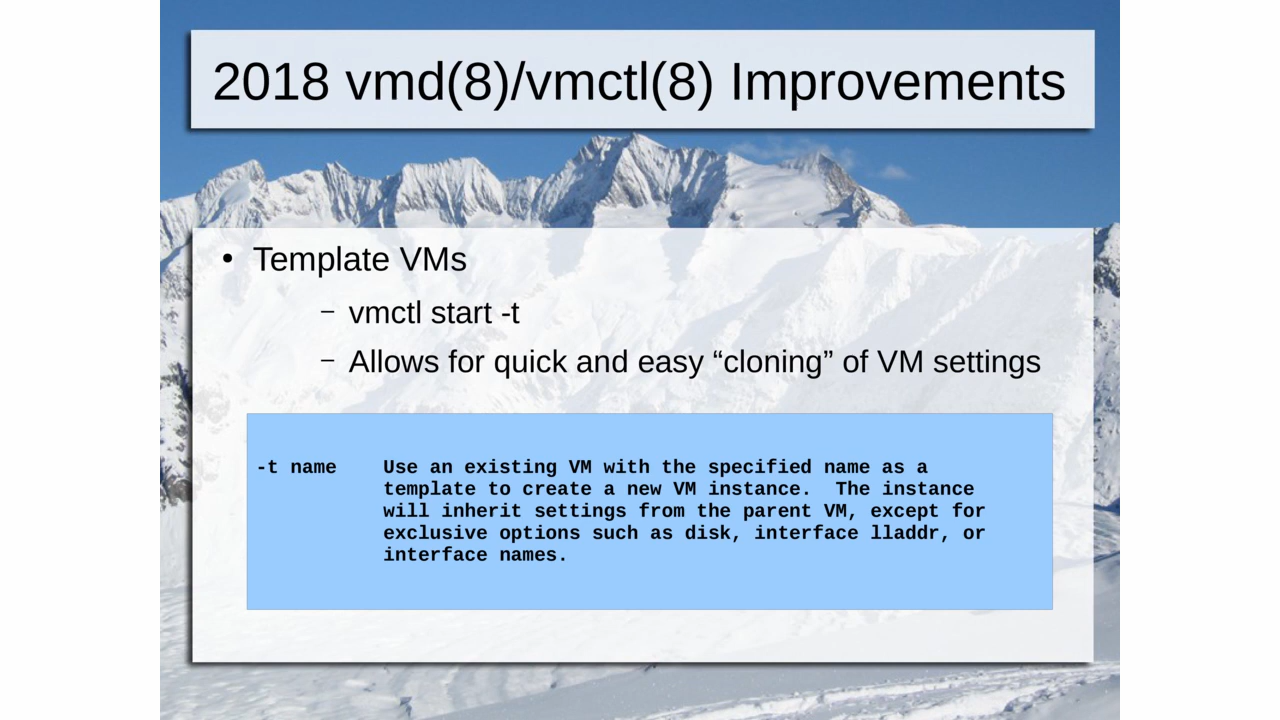 2018 vmd(8)/vmctl(8) Improvements
• Template VMs
– vmctl start -t
– Allows for quick and easy “cloning” of VM settings
-t name Use an existing VM with the specified name as a
template to create a new VM instance. The instance
will inherit settings from the parent VM, except for
exclusive options such as disk, interface lladdr, or
interface names.